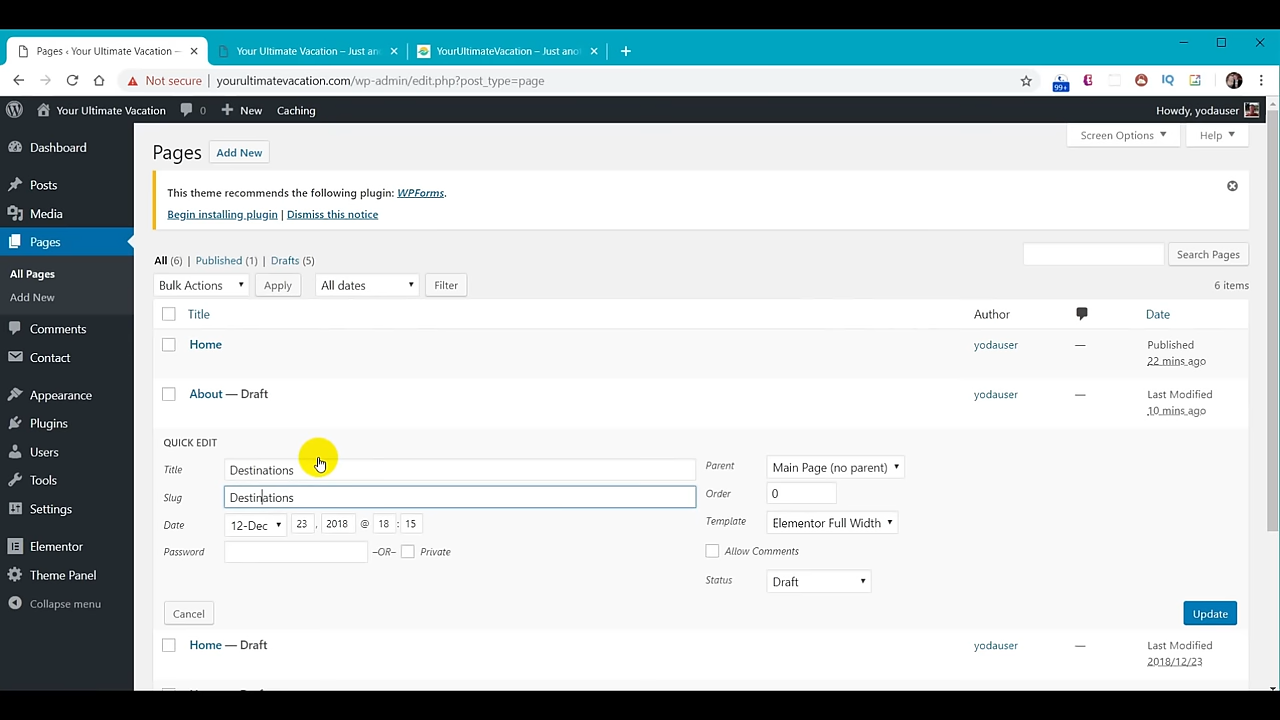 Pages ‹ Your Ultimate Vacation —
Your Ultimate Vacation – Just an
YourUltimateVacation – Just ano
Not secure | yourultimatevacation.com/wp-admin/edit.php?post_type=page
99+
IQ
Your Ultimate Vacation
0
New
Caching
Howdy, yodauser
Dashboard
Posts
Media
Pages
All Pages
Add New
Comments
Contact
Appearance
Plugins
Users
Tools
Settings
Elementor
Theme Panel
Collapse menu
Screen Options
Help
Pages
Add New
This theme recommends the following plugin: WPForms.
Begin installing plugin | Dismiss this notice
All (6) | Published (1) | Drafts (5)
Search Pages
Bulk Actions
Apply
All dates
Filter
6 items
Title
Author
Date
Home
yodauser
—
Published
22 mins ago
About — Draft
yodauser
—
Last Modified
10 mins ago
QUICK EDIT
Title
Destinations
Slug
Destinations
Date
12-Dec
23 , 2018 @ 18 : 15
Password
–OR–
Private
Parent
Main Page (no parent)
Order
0
Template
Elementor Full Width
Allow Comments
Status
Draft
Cancel
Update
Home — Draft
yodauser
—
Last Modified
2018/12/23